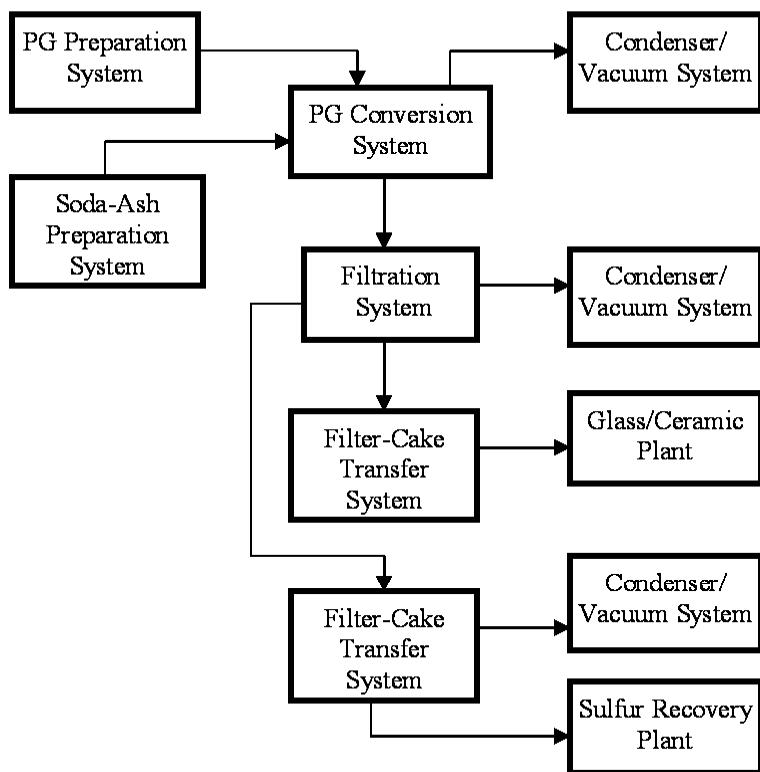 PG Preparation
System
Condenser/
Vacuum System
PG Conversion
System
Soda-Ash
Preparation
System
Filtration
System
Condenser/
Vacuum System
Filter-Cake
Transfer
System
Glass/Ceramic
Plant
Filter-Cake
Transfer
System
Condenser/
Vacuum System
Sulfur Recovery
Plant